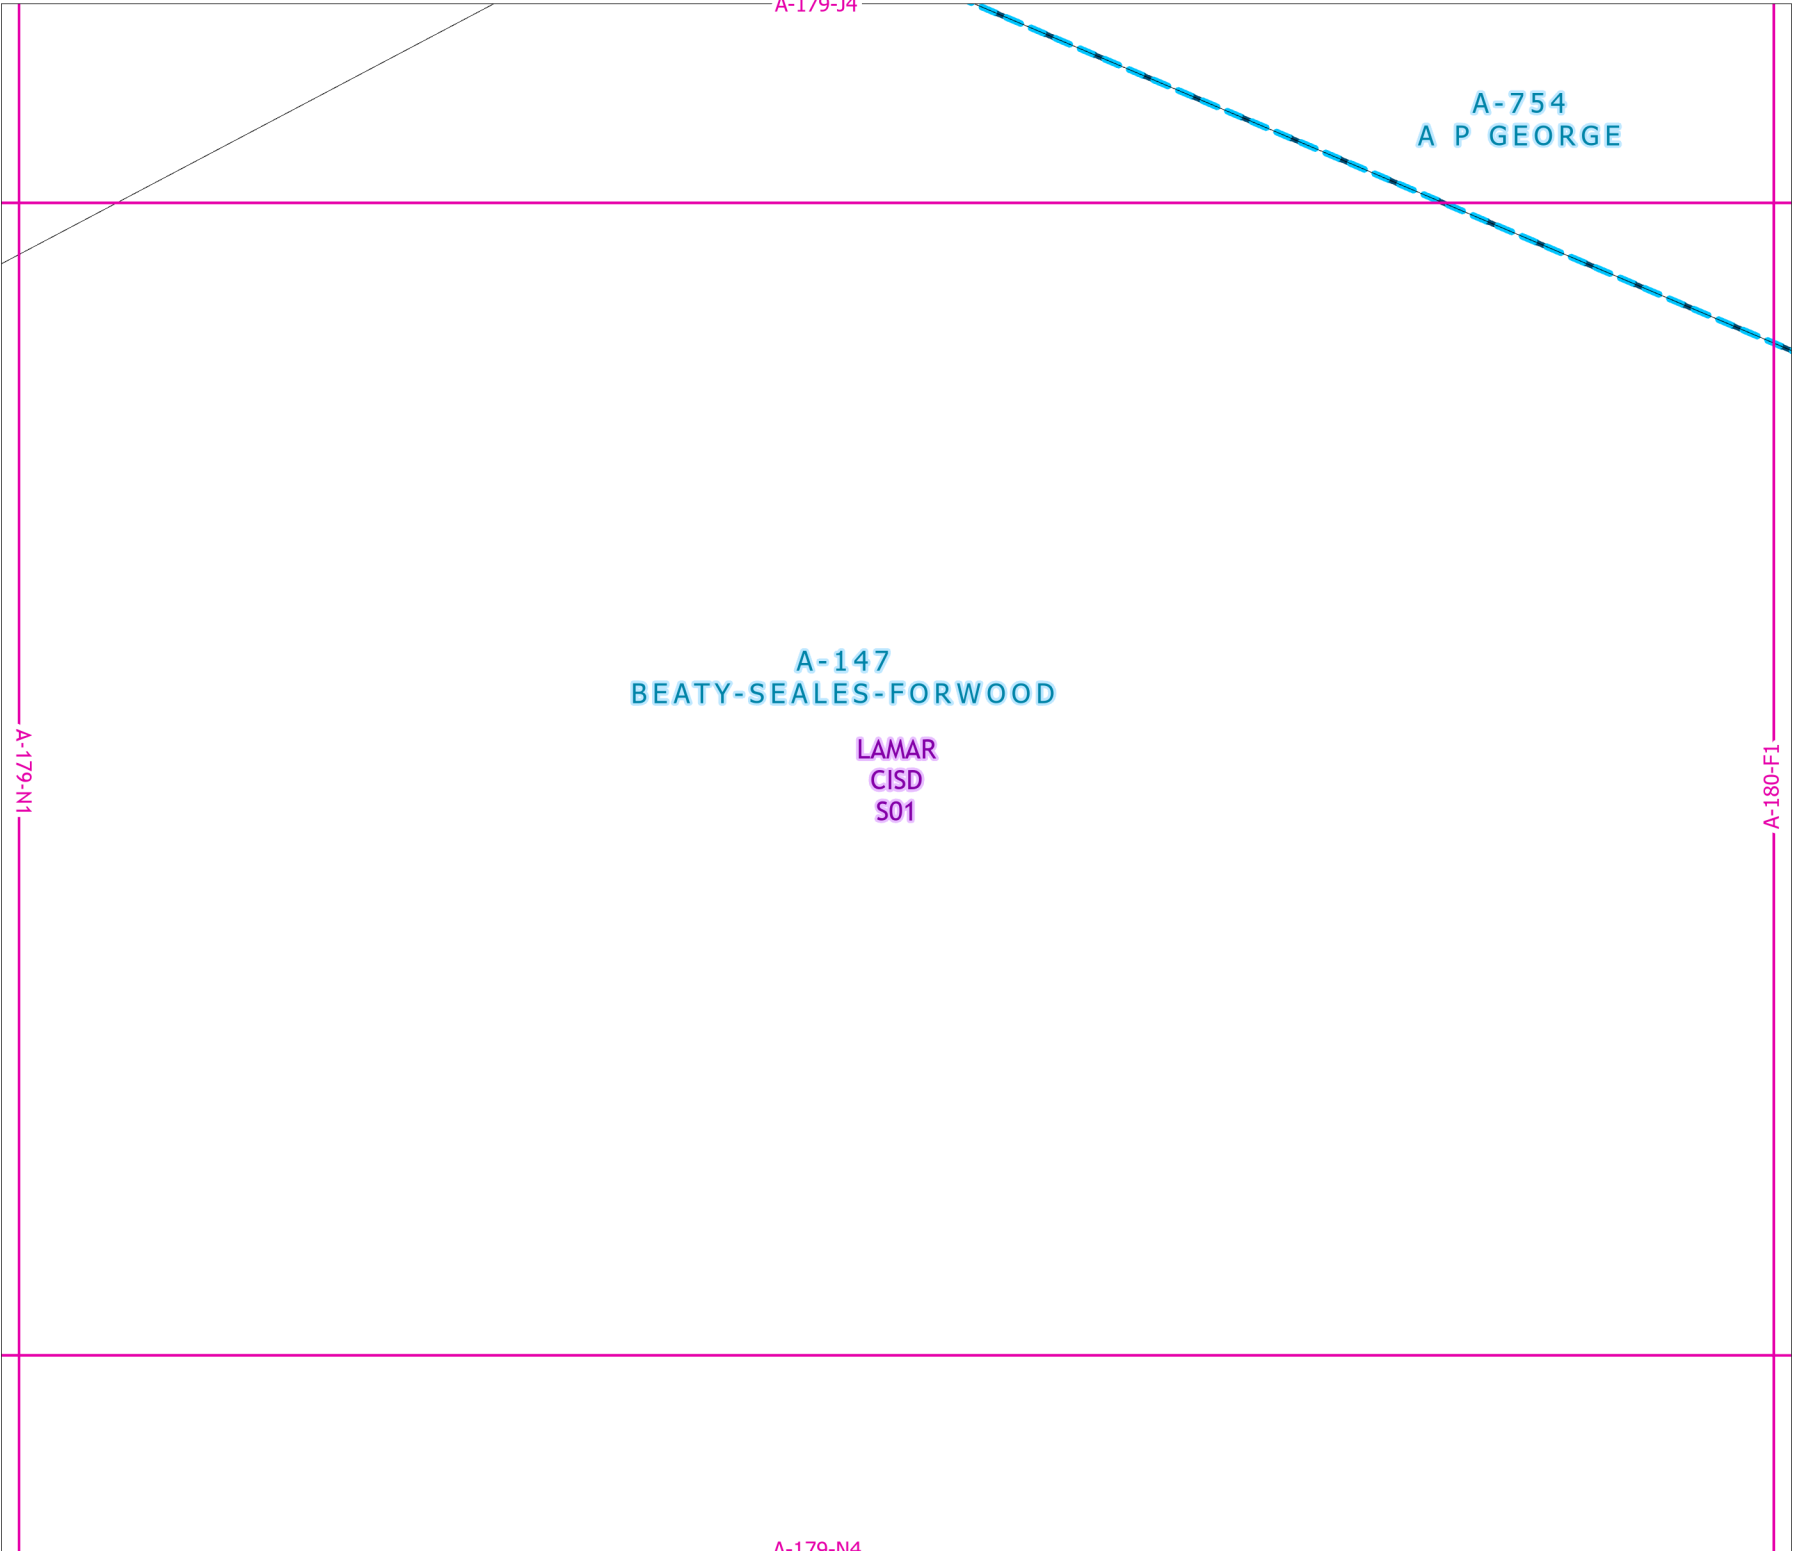 A-179-J4
A-754
A P GEORGE
A-147
BEATY-SEALES-FORWOOD
LAMAR
CISD
S01
A-179-N1
A-180-F1
A-179-N4